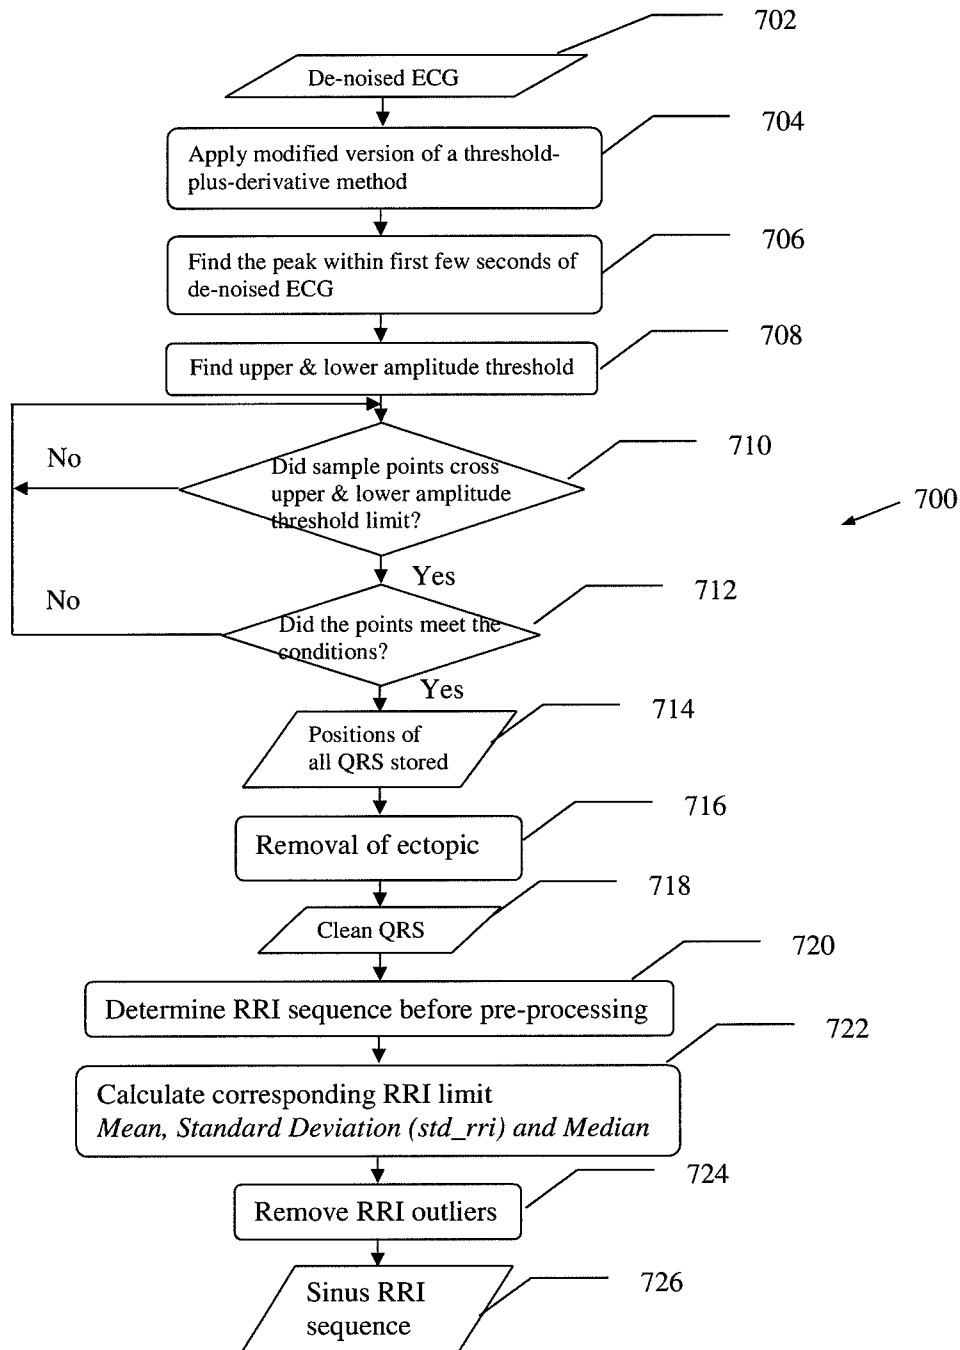 702
De-noised ECG
704
Apply modified version of a threshold-
plus-derivative method
706
Find the peak within first few seconds of
de-noised ECG
708
Find upper & lower amplitude threshold
710
No
Did sample points cross
upper & lower amplitude
threshold limit?
700
Yes
712
No
Did the points meet the
conditions?
Yes
714
Positions of
all QRS stored
716
Removal of ectopic
718
Clean QRS
720
Determine RRI sequence before pre-processing
722
Calculate corresponding RRI limit
Mean, Standard Deviation (std_rri) and Median
724
Remove RRI outliers
726
Sinus RRI
sequence